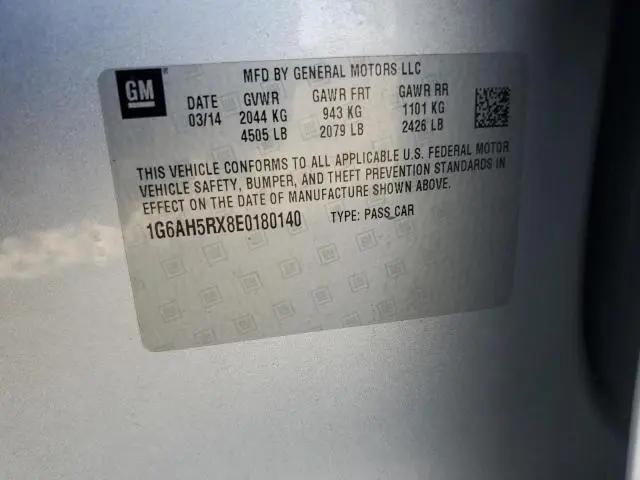 GM
MFD BY GENERAL MOTORS LLC
DATE GVWR GAWR FRT GAWR RR
03/14 2044 KG 943 KG 1101 KG
4505 LB 2079 LB 2426 LB
THIS VEHICLE CONFORMS TO ALL APPLICABLE U.S. FEDERAL MOTOR
VEHICLE SAFETY, BUMPER, AND THEFT PREVENTION STANDARDS IN
EFFECT ON THE DATE OF MANUFACTURE SHOWN ABOVE.
1G6AH5RX8E0180140 TYPE: PASS_CAR